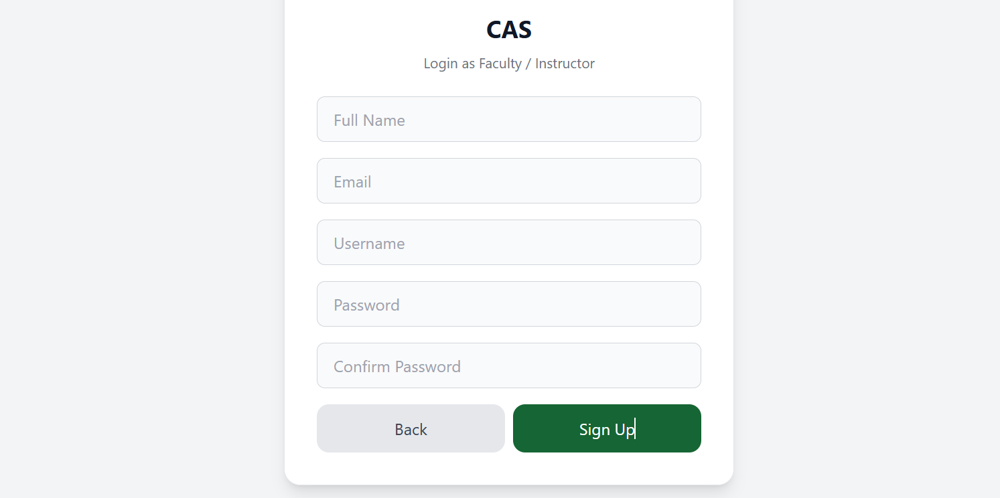 CAS
Login as Faculty / Instructor
Full Name
Email
Username
Password
Confirm Password
Back
Sign Up